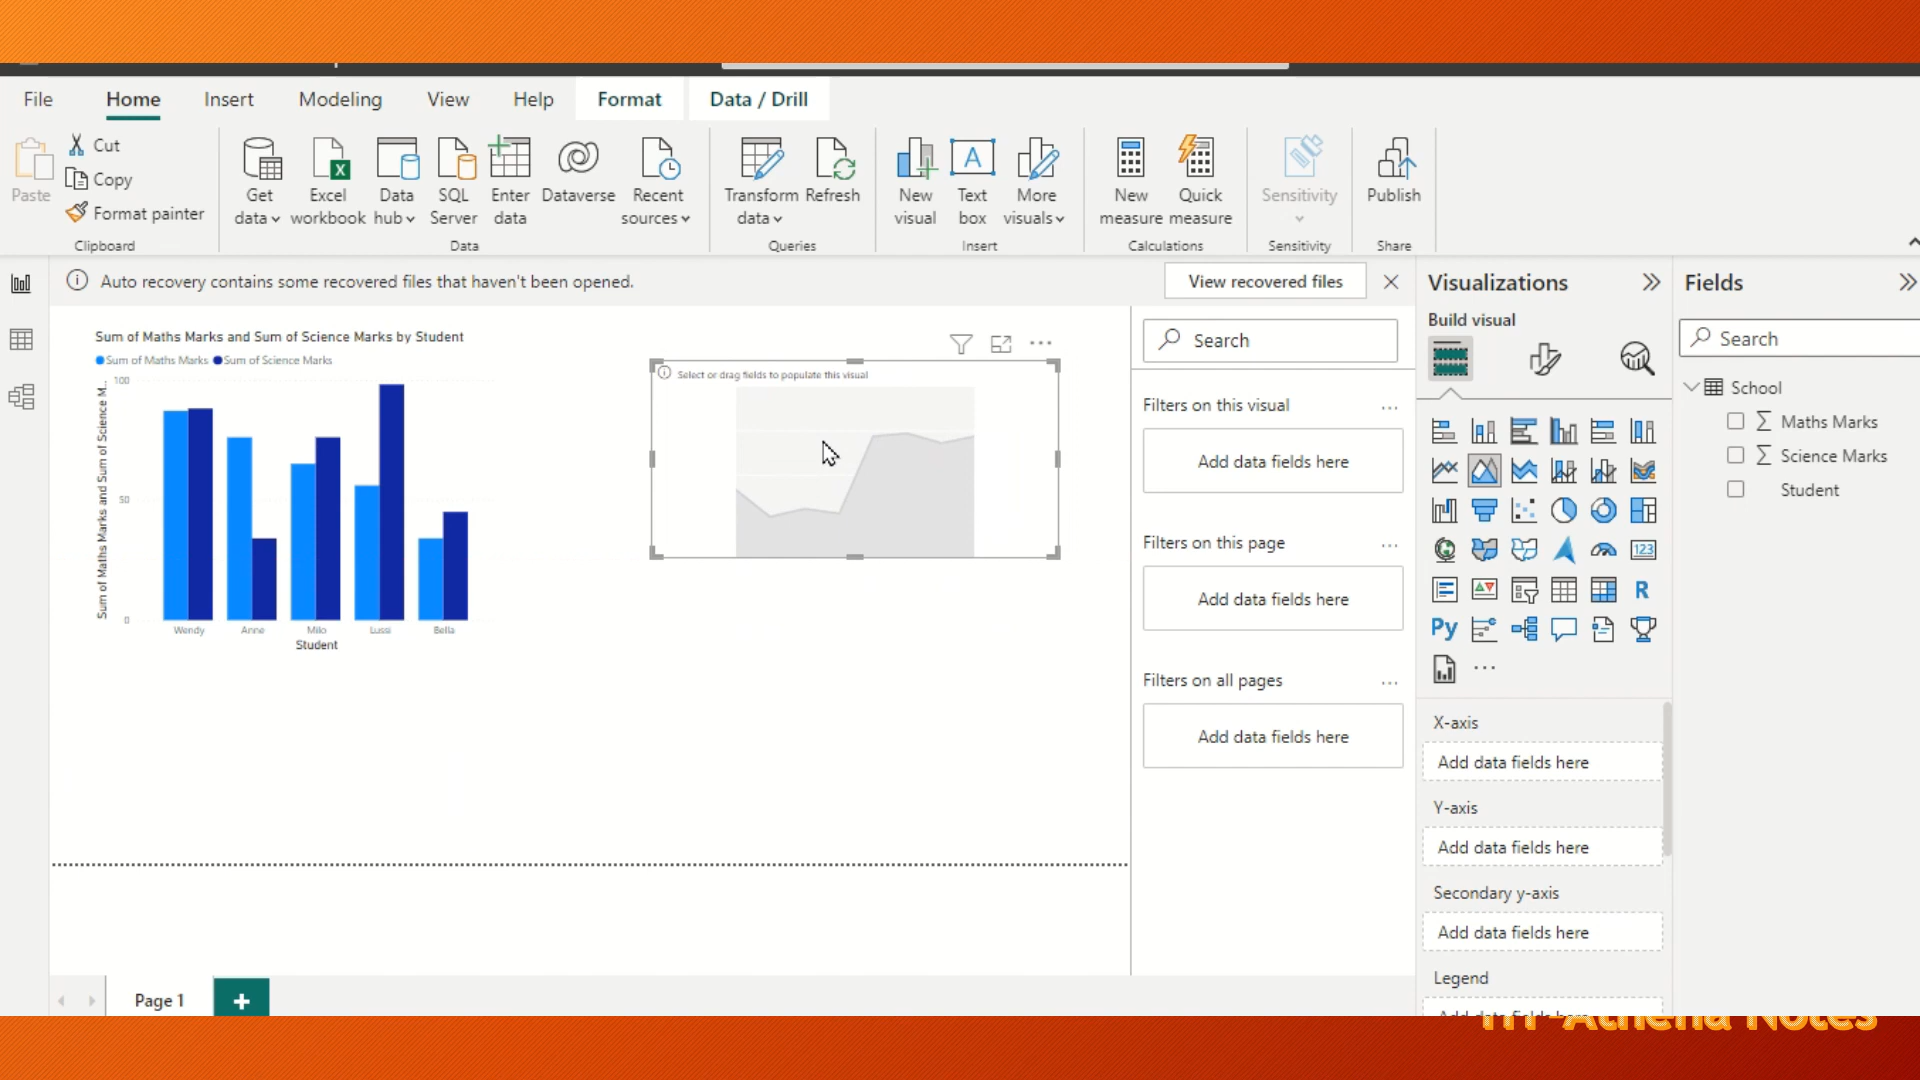 File Home Insert Modeling View Help Format Data / Drill
Paste
Cut
Copy
Format painter
Clipboard
Get data
Excel workbook
Data hub
SQL Server
Enter data
Dataverse
Recent sources
Data
Transform data
Refresh
Queries
New visual
A
Text box
More visuals
Insert
New measure
Quick measure
Calculations
Sensitivity
Sensitivity
Publish
Share
Auto recovery contains some recovered files that haven't been opened.
View recovered files
Sum of Maths Marks and Sum of Science Marks by Student
Sum of Maths Marks Sum of Science Marks
Sum of Maths Marks and Sum of Science M...
100
50
0
Wendy Anne Milo Lussi Bella
Student
Select or drag fields to populate this visual
Search
Filters on this visual
Add data fields here
Filters on this page
Add data fields here
Filters on all pages
Add data fields here
Visualizations
Build visual
123
R
Py
X-axis
Add data fields here
Y-axis
Add data fields here
Secondary y-axis
Add data fields here
Legend
Add data fields here
Fields
Search
School
Maths Marks
Science Marks
Student
Page 1
Athena Notes